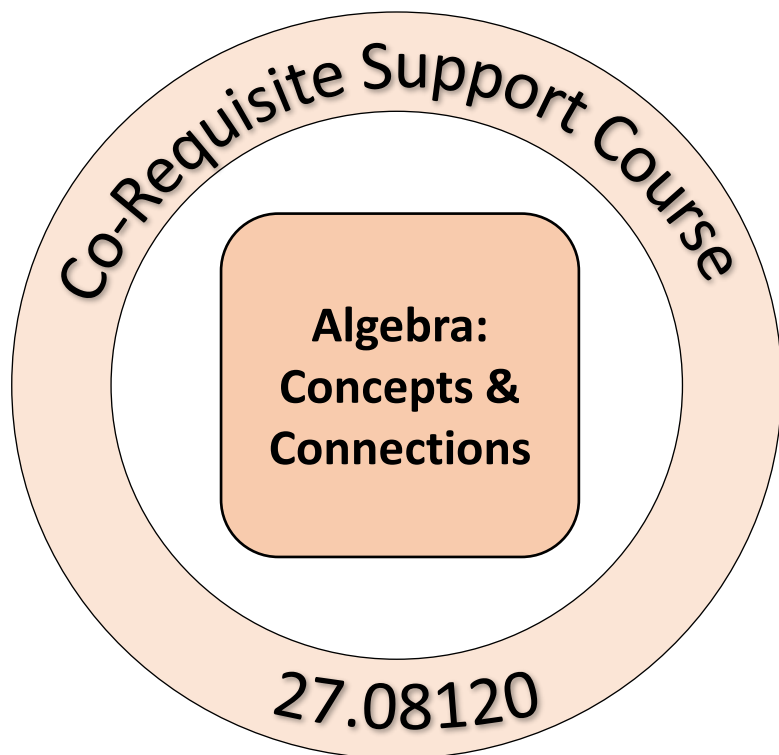 Co-Requisite Support Course
Algebra:
Concepts &
Connections
27.08120